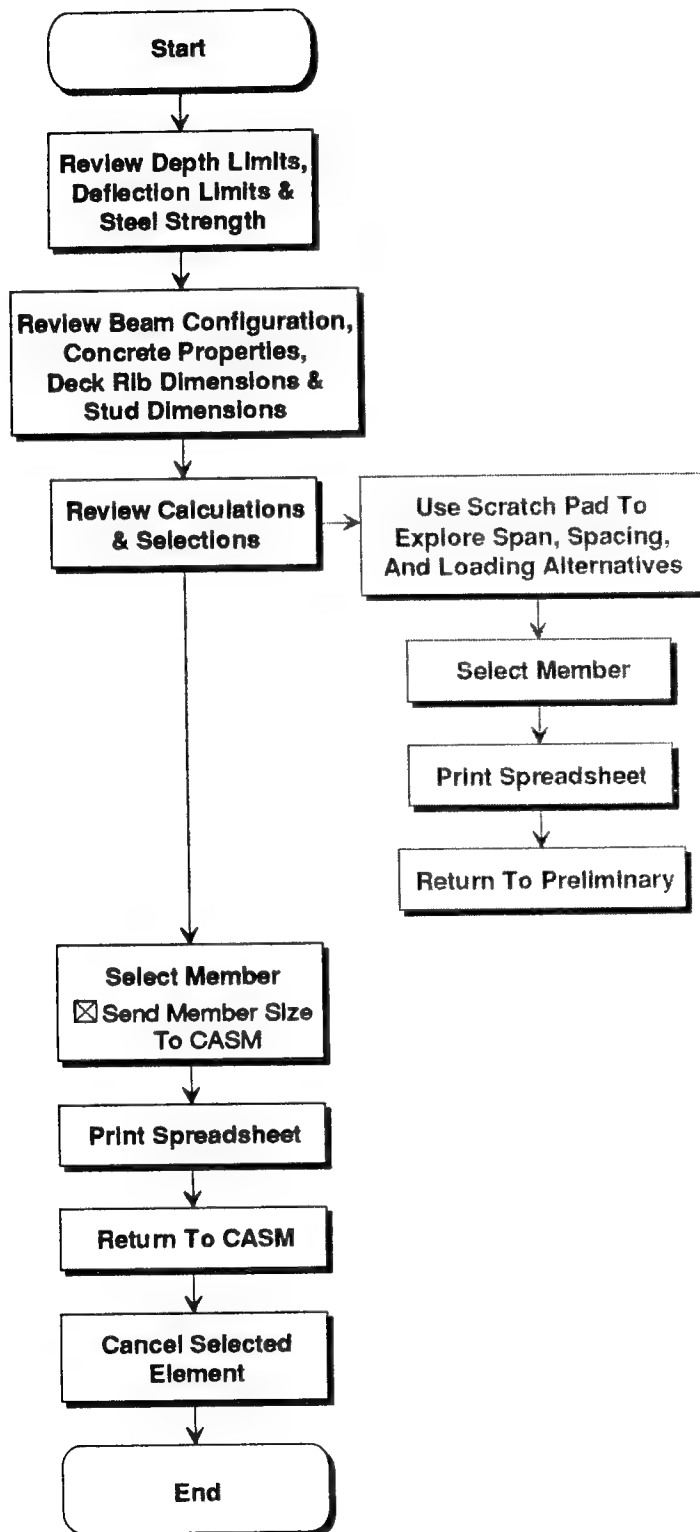 Start
Review Depth Limits,
Deflection Limits &
Steel Strength
Review Beam Configuration,
Concrete Properties,
Deck Rib Dimensions &
Stud Dimensions
Review Calculations
& Selections
Use Scratch Pad To
Explore Span, Spacing,
And Loading Alternatives
Select Member
Print Spreadsheet
Return To Preliminary
Select Member
Send Member Size
To CASM
Print Spreadsheet
Return To CASM
Cancel Selected
Element
End